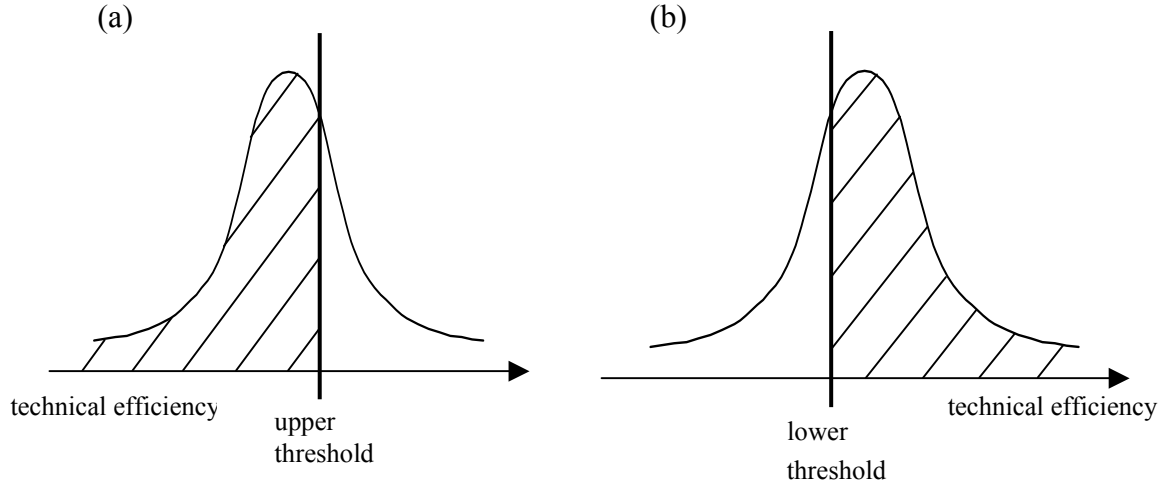 (a)
technical efficiency
upper
threshold
(b)
lower
threshold
technical efficiency